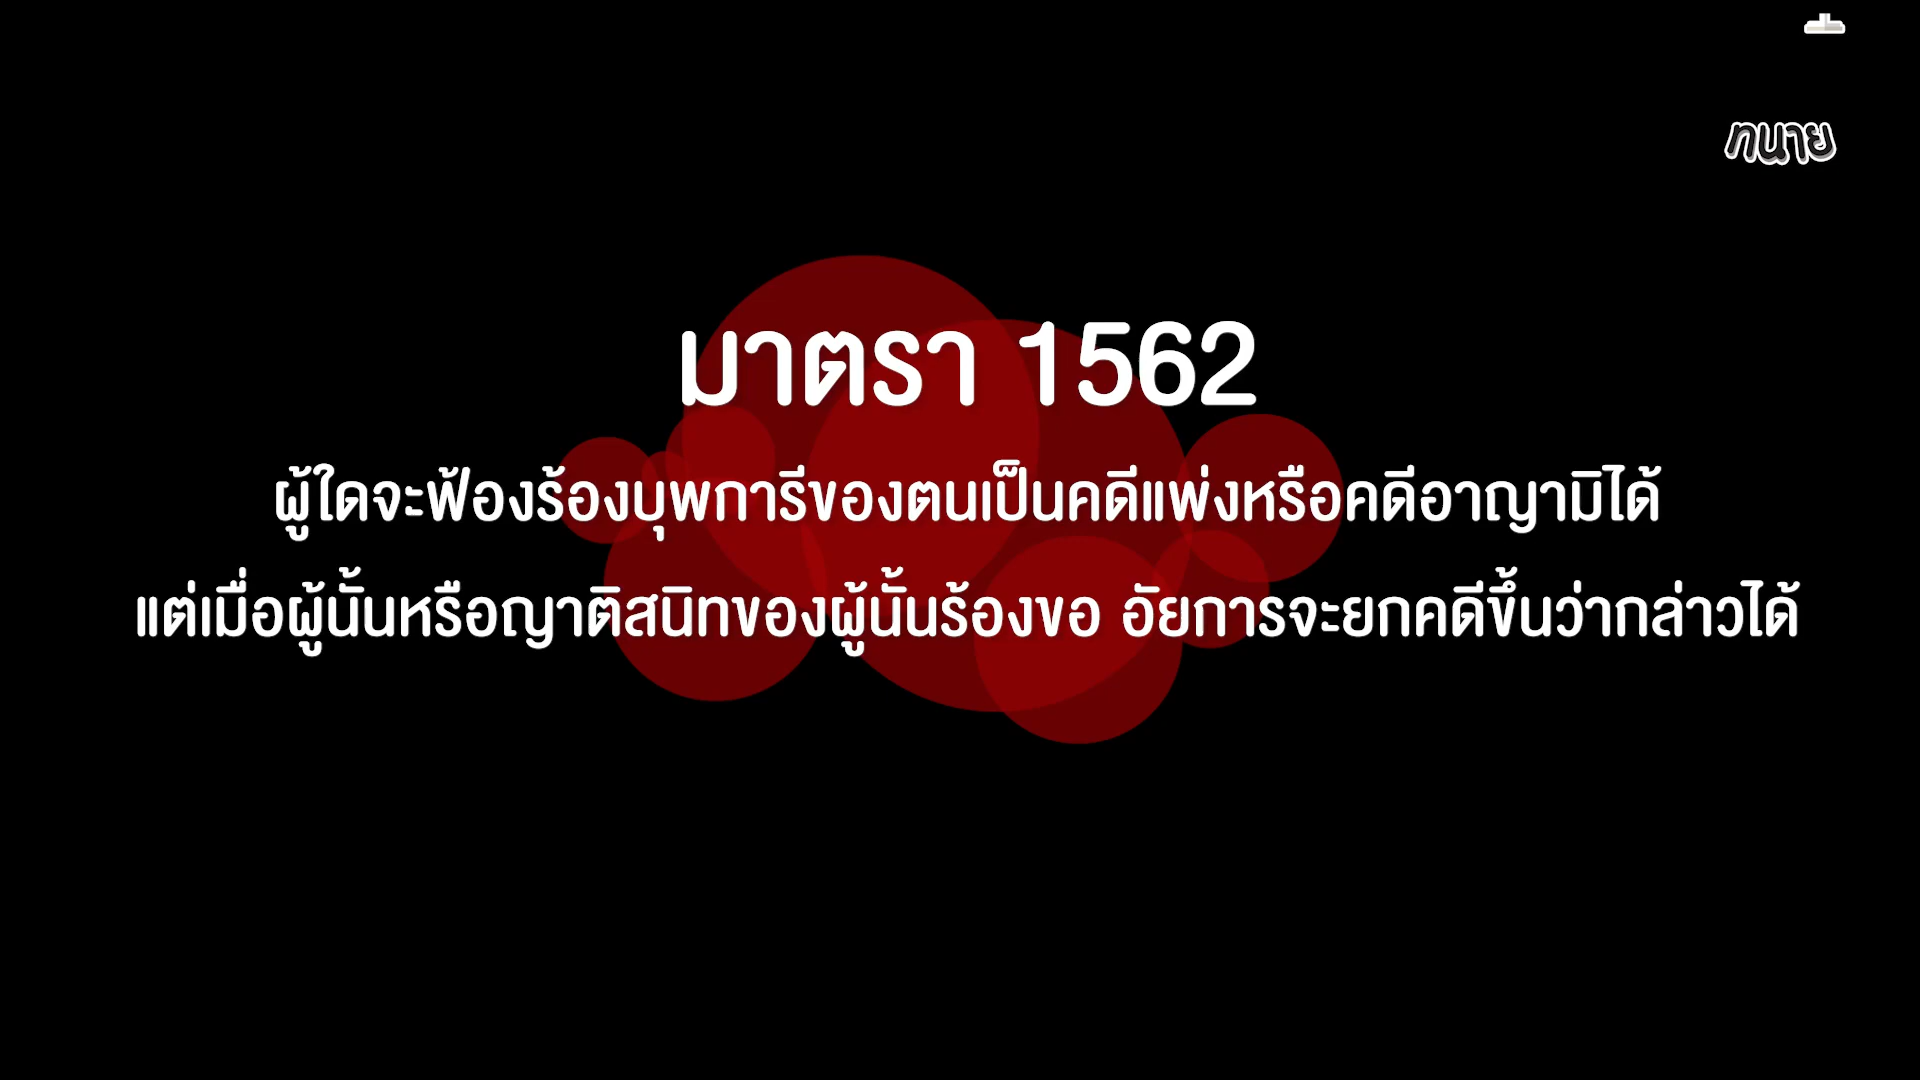 ทนาย
มาตรา 1562
ผู้ใดจะฟ้องร้องบุพการีของตนเป็นคดีแพ่งหรือคดีอาญามิได้
แต่เมื่อผู้นั้นหรือญาติสนิทของผู้นั้นร้องขอ อัยการจะยกคดีขึ้นว่ากล่าวได้